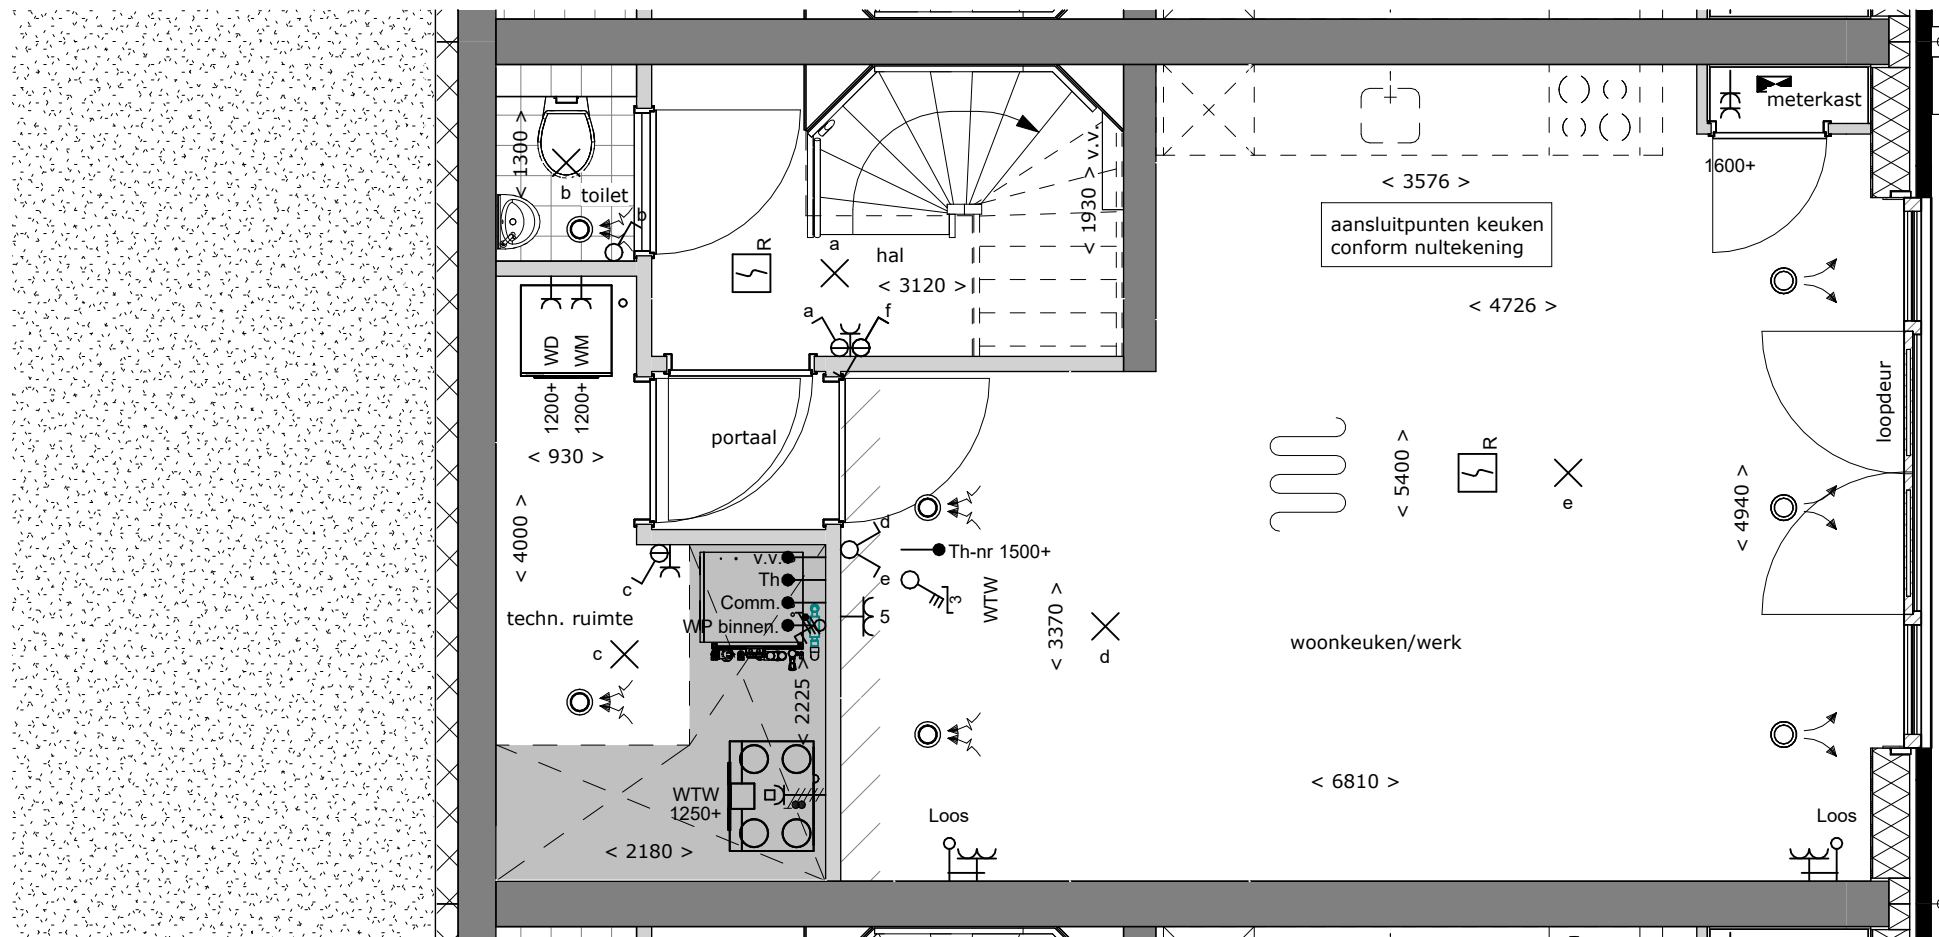 meterkast
1600+
< 1300 >
b
toilet
b
< 1930 > v.v.
< 3576 >
aansluitpunten keuken
conform nultekening
R
a
hal
< 3120 >
a
f
< 4726 >
WD
WM
1200+
1200+
< 930 >
portaal
loopdeur
< 5400 >
R
e
< 4940 >
< 4000 >
d
Th-nr 1500+
e
3
WTW
5
c
v.v.
Th
Comm.
WP binnen.
techn. ruimte
c
< 3370 >
d
woonkeuken/werk
< 2225 >
WTW
1250+
< 2180 >
< 6810 >
Loos
Loos